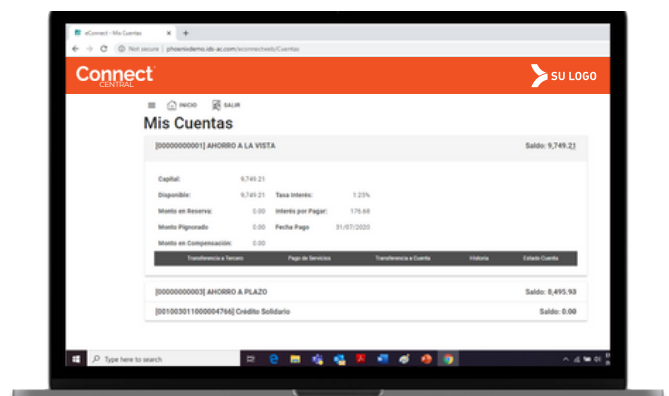 eConnect - Mis Cuentas
Not secure | phoenixdemo.ids-ac.com/econnectweb/Cuentas
Connect
CENTRAL
SU LOGO
INICIO SALIR
Mis Cuentas
[00000000001] AHORRO A LA VISTA Saldo: 9,749.21
Capital: 9,749.21
Disponible: 9,749.21 Tasa Interés: 1.25%
Monto en Reserva: 0.00 Interés por Pagar: 176.68
Monto Pignorado 0.00 Fecha Pago 31/07/2020
Monto en Compensación: 0.00
Transferencia a Tercero Pago de Servicios Transferencia a Cuenta Historia Estado Cuenta
[00000000003] AHORRO A PLAZO Saldo: 8,495.93
[001003011000004766] Crédito Solidario Saldo: 0.00
Type here to search